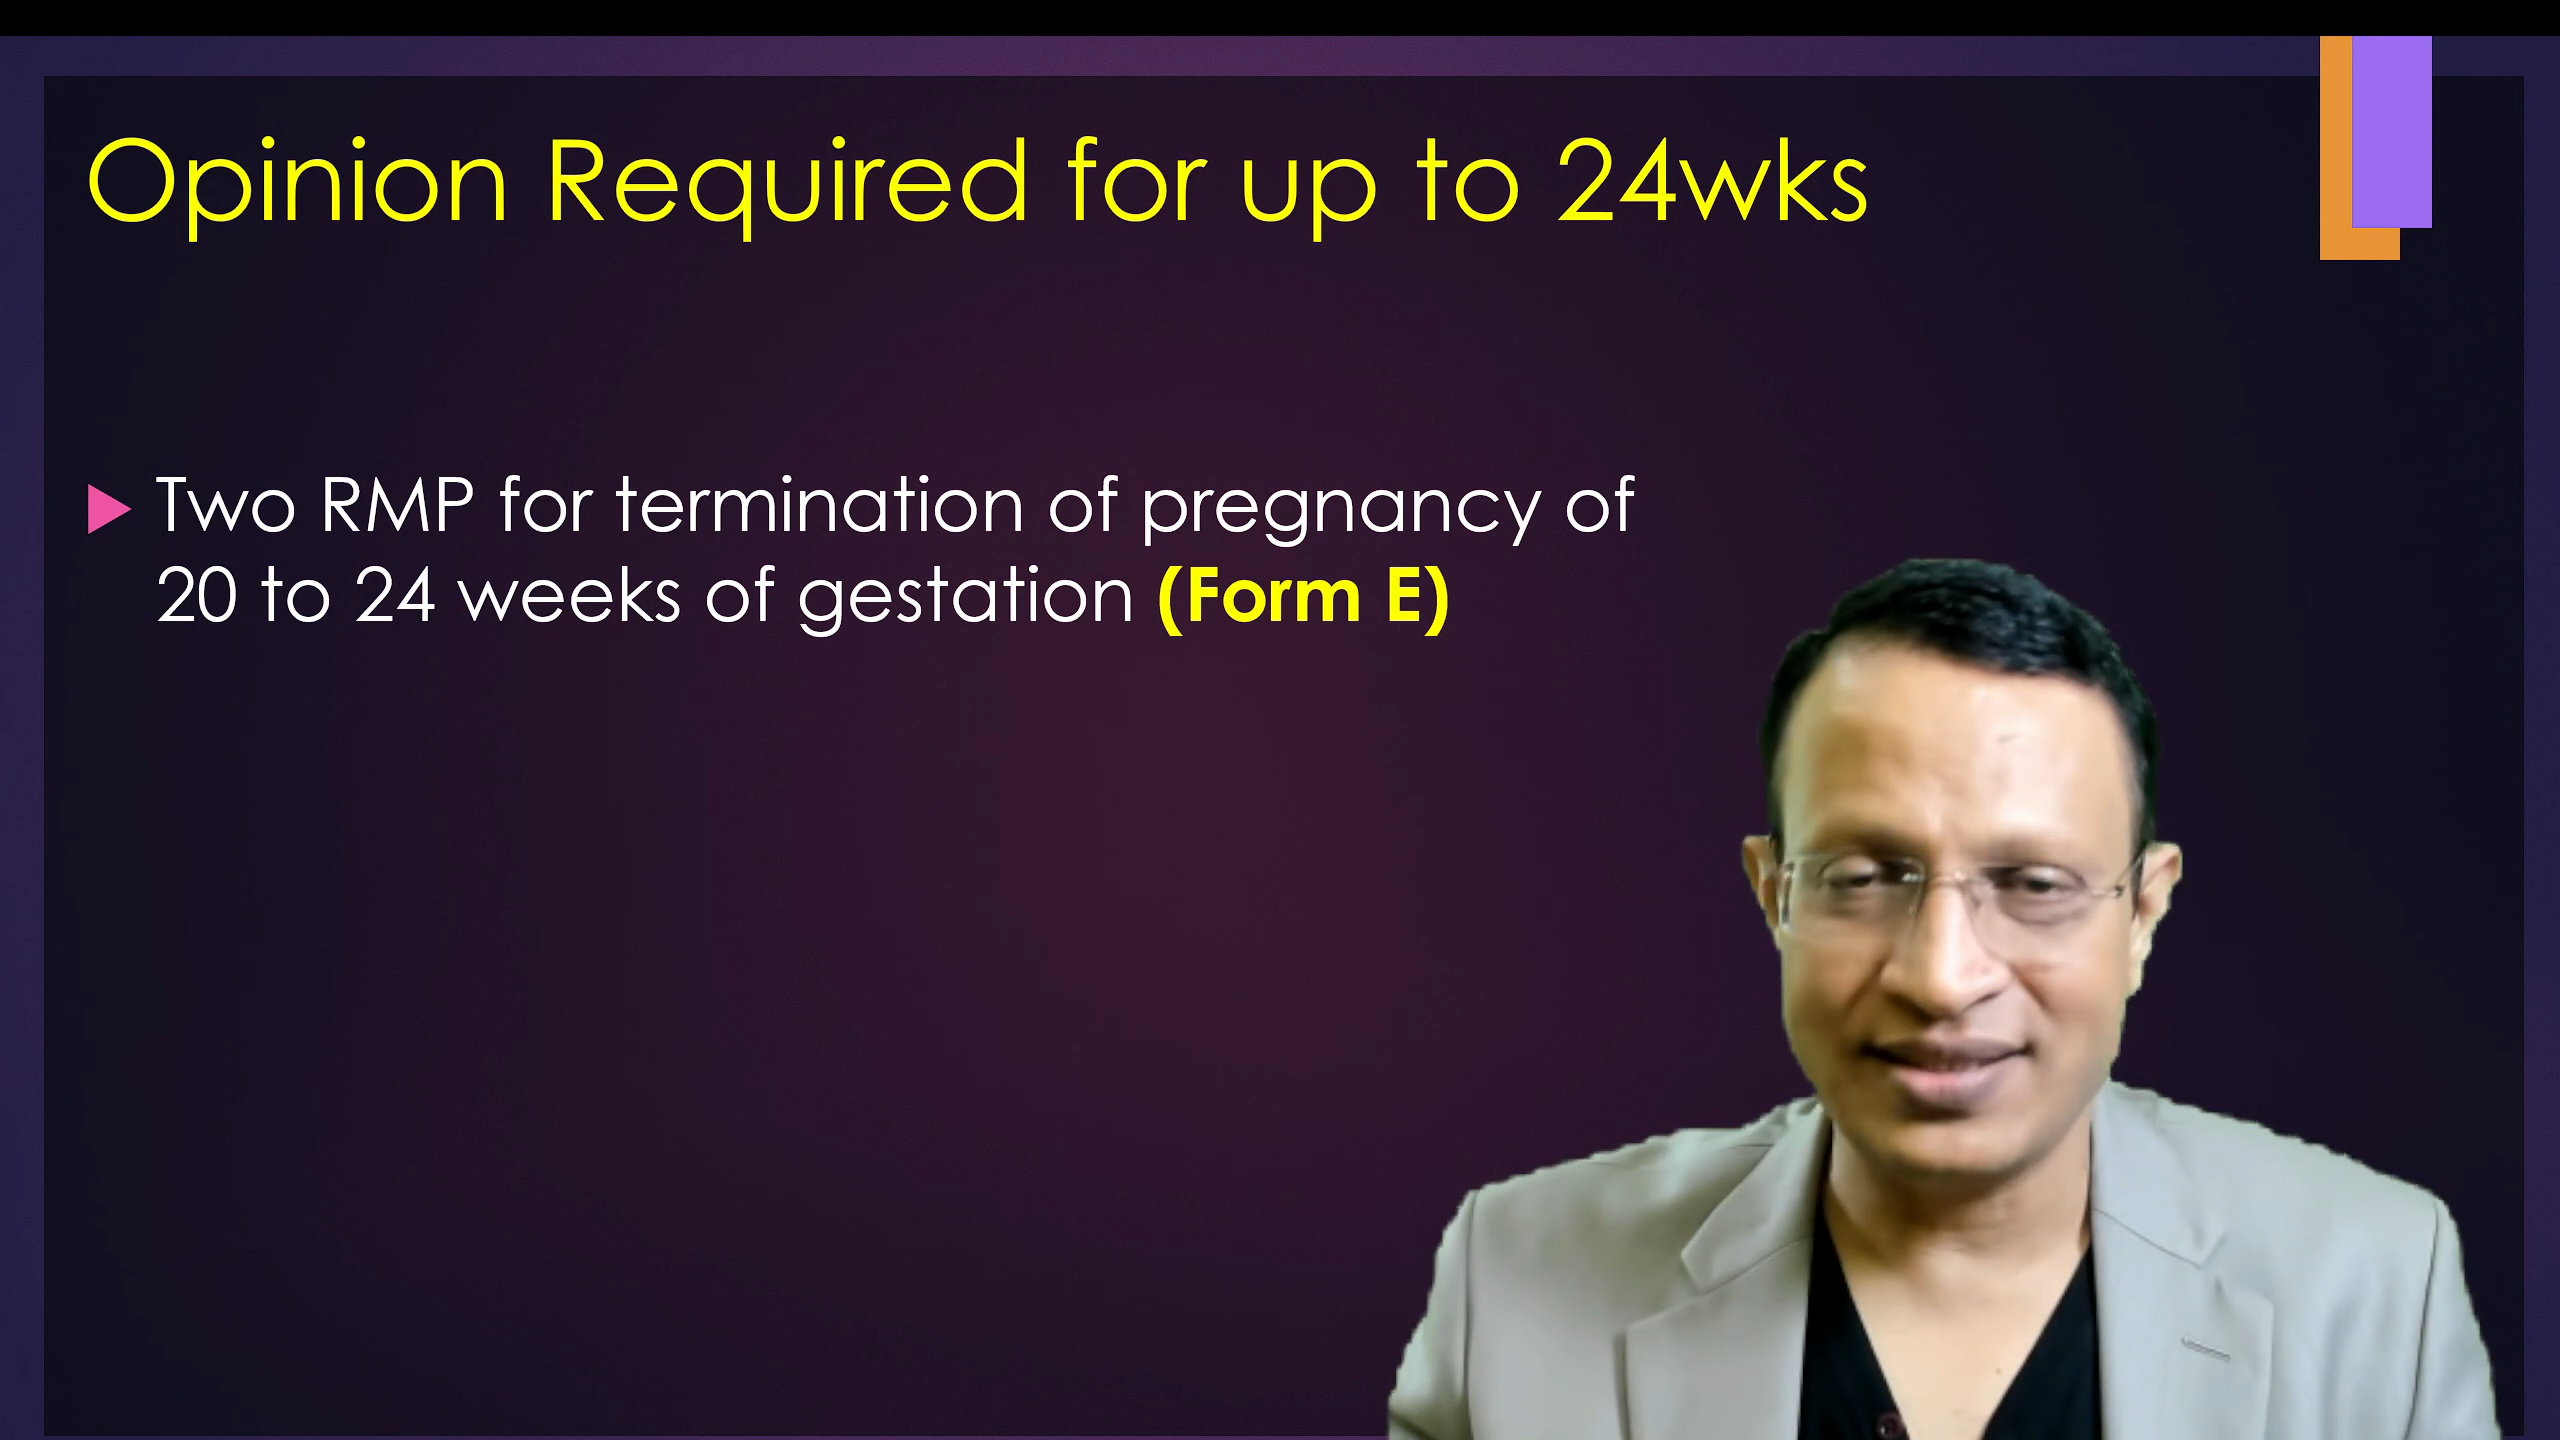 Opinion Required for up to 24wks
Two RMP for termination of pregnancy of
20 to 24 weeks of gestation (Form E)